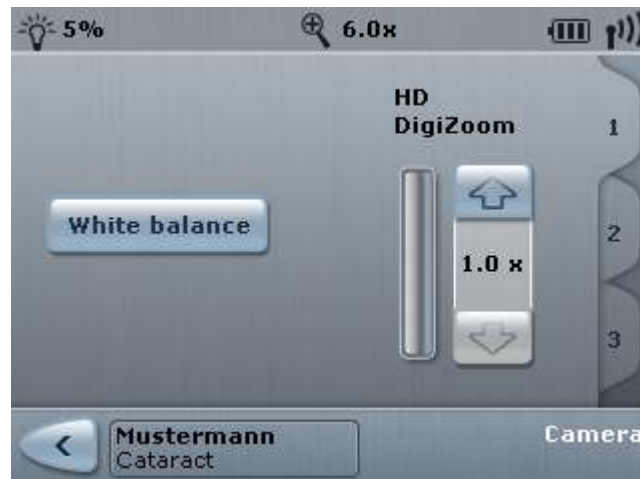 5% 6.0x
HD
DigiZoom
1
White balance
2
1.0 x
3
Mustermann
Cataract
Camera